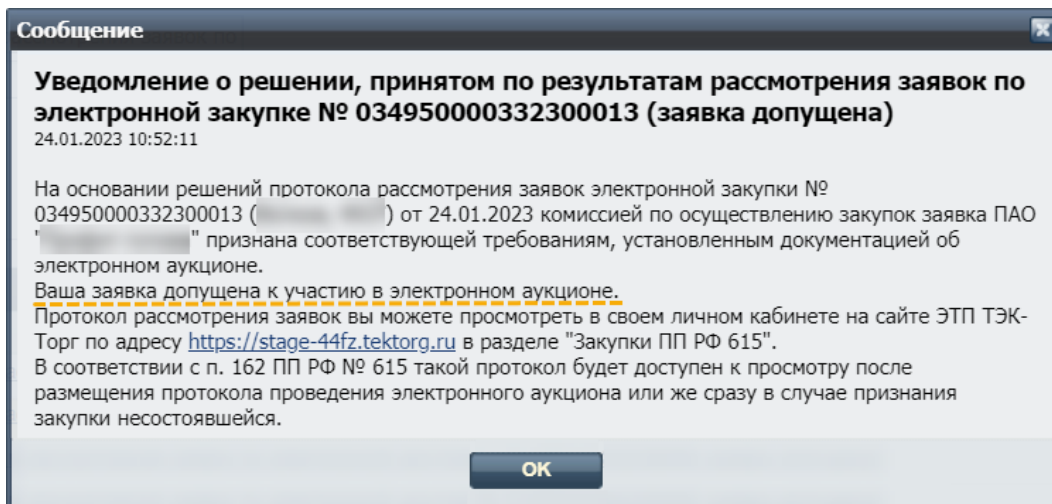 Сообщение
Уведомление о решении, принятом по результатам рассмотрения заявок по
электронной закупке № 034950000332300013 (заявка допущена)
24.01.2023 10:52:11
На основании решений протокола рассмотрения заявок электронной закупки №
034950000332300013 ( ) от 24.01.2023 комиссией по осуществлению закупок заявка ПАО
" " признана соответствующей требованиям, установленным документацией об
электронном аукционе.
Ваша заявка допущена к участию в электронном аукционе.
Протокол рассмотрения заявок вы можете просмотреть в своем личном кабинете на сайте ЭТП ТЭК-
Торг по адресу https://stage-44fz.tektorg.ru в разделе "Закупки ПП РФ 615".
В соответствии с п. 162 ПП РФ № 615 такой протокол будет доступен к просмотру после
размещения протокола проведения электронного аукциона или же сразу в случае признания
закупки несостоявшейся.
ОК